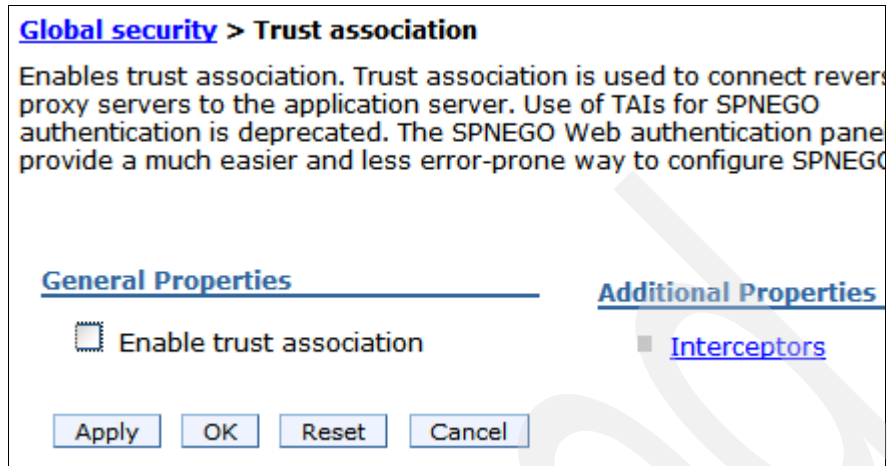 Global security > Trust association
Enables trust association. Trust association is used to connect revers
proxy servers to the application server. Use of TAIs for SPNEGO
authentication is deprecated. The SPNEGO Web authentication pane
provide a much easier and less error-prone way to configure SPNEG
General Properties
Additional Properties
Enable trust association
Interceptors
Apply OK Reset Cancel